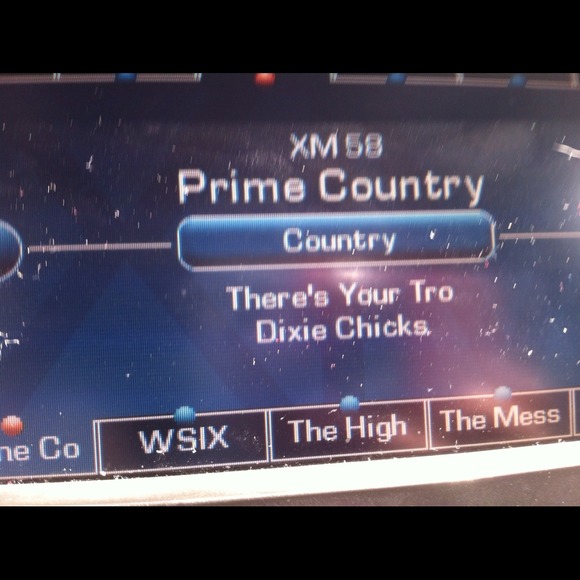 XM 58
Prime Country
Country
There's Your Tro
Dixie Chicks
ne Co
WSIX
The High
The Mess